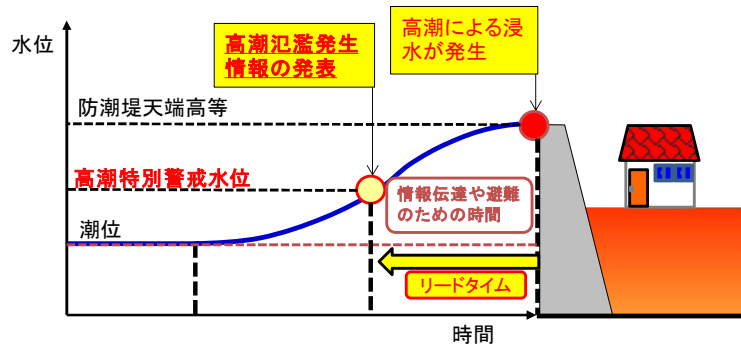 水位
高潮氾濫発生
情報の発表
高潮による浸
水が発生
防潮堤天端高等
高潮特別警戒水位
情報伝達や避難
のための時間
潮位
リードタイム
時間